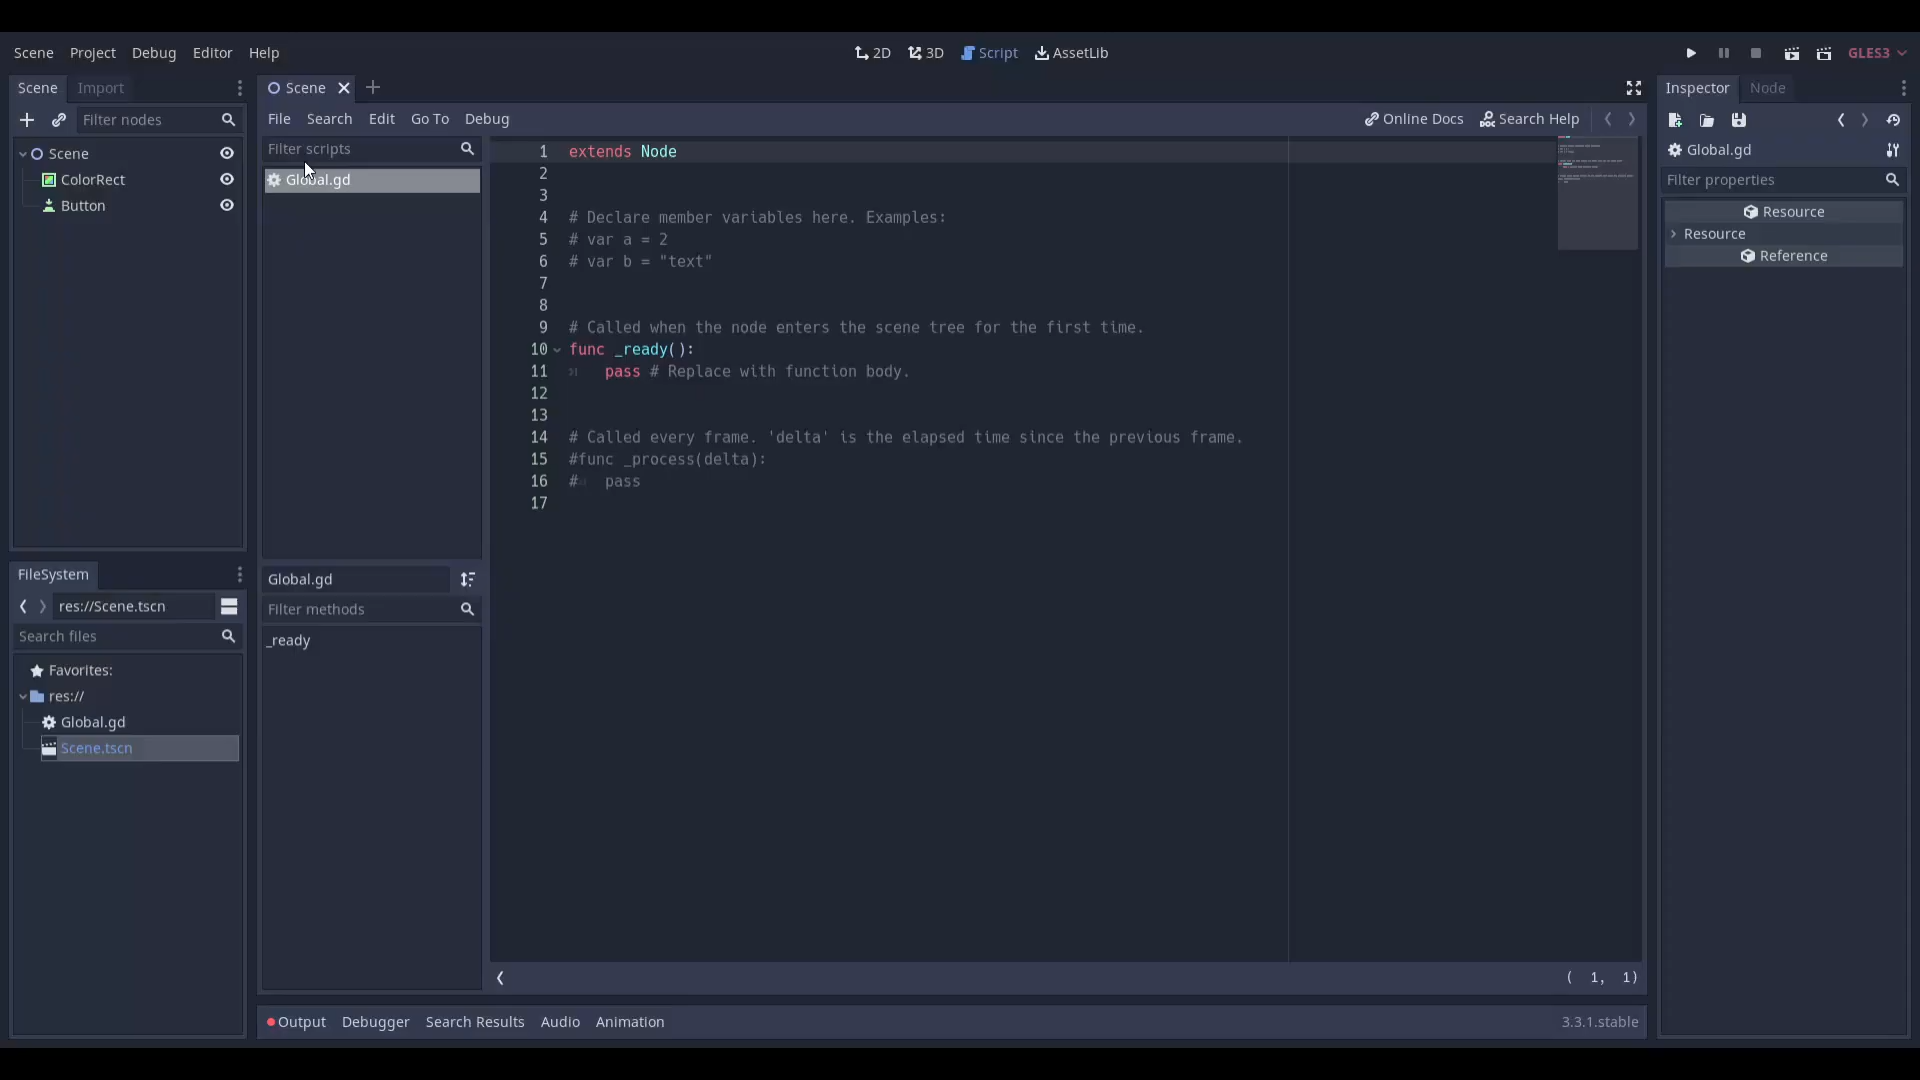 Scene Project Debug Editor Help 2D 3D Script AssetLib GLES3
Scene Import
Filter nodes
Scene
ColorRect
Button
FileSystem
res://Scene.tscn
Search files
Favorites:
res://
Global.gd
Scene.tscn
Scene
File Search Edit Go To Debug Online Docs Search Help
Filter scripts
Global.gd
Global.gd
Filter methods
_ready
1 extends Node
2
3
4 # Declare member variables here. Examples:
5 # var a = 2
6 # var b = "text"
7
8
9 # Called when the node enters the scene tree for the first time.
10 func _ready():
11 pass # Replace with function body.
12
13
14 # Called every frame. 'delta' is the elapsed time since the previous frame.
15 #func _process(delta):
16 # pass
17
( 1, 1)
Output Debugger Search Results Audio Animation 3.3.1.stable
Inspector Node
Global.gd
Filter properties
Resource
Resource
Reference